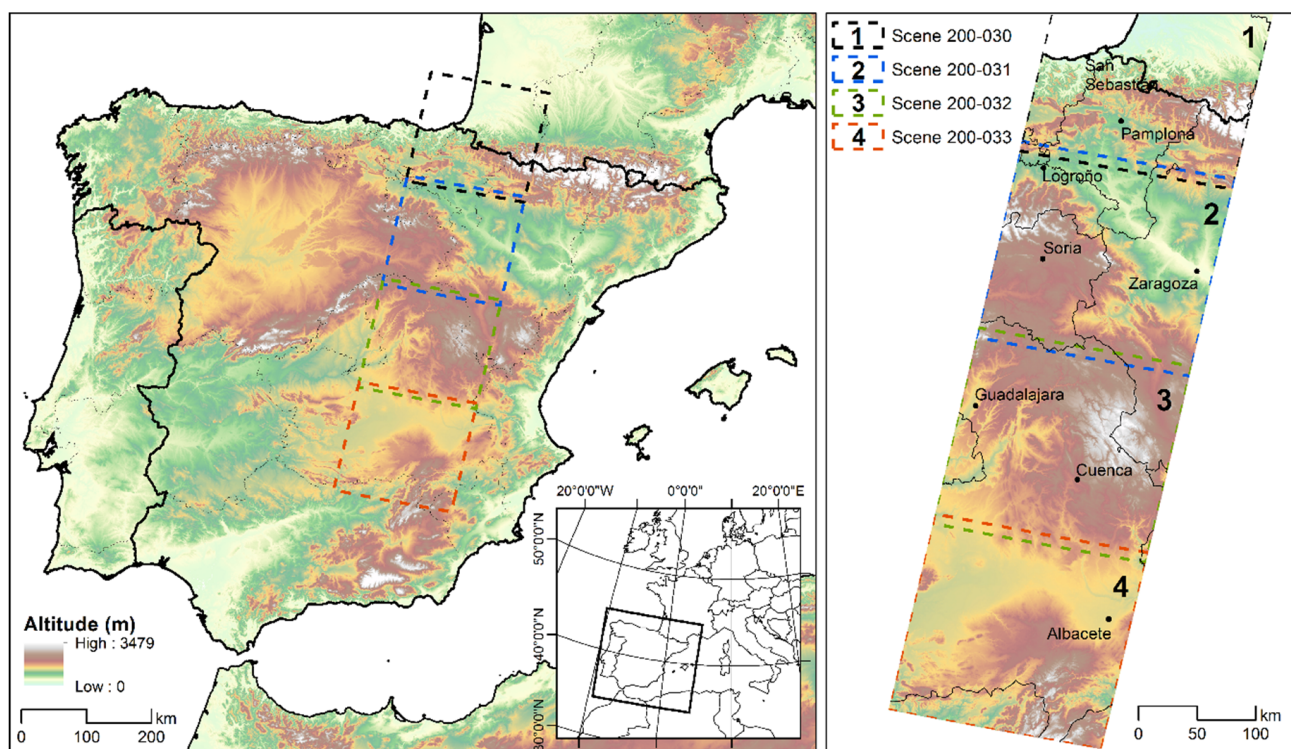 Altitude (m)
High : 3479
Low : 0
0 100 200 km
20°0'0"W 0°0'0" 20°0'0"E
50°0'0"N
40°0'0"N
30°0'0"N
1 Scene 200-030
2 Scene 200-031
3 Scene 200-032
4 Scene 200-033
1
San
Sebastián
Pamplona
Logroño
2
Soria
Zaragoza
Guadalajara
3
Cuenca
4
Albacete
0 50 100 km